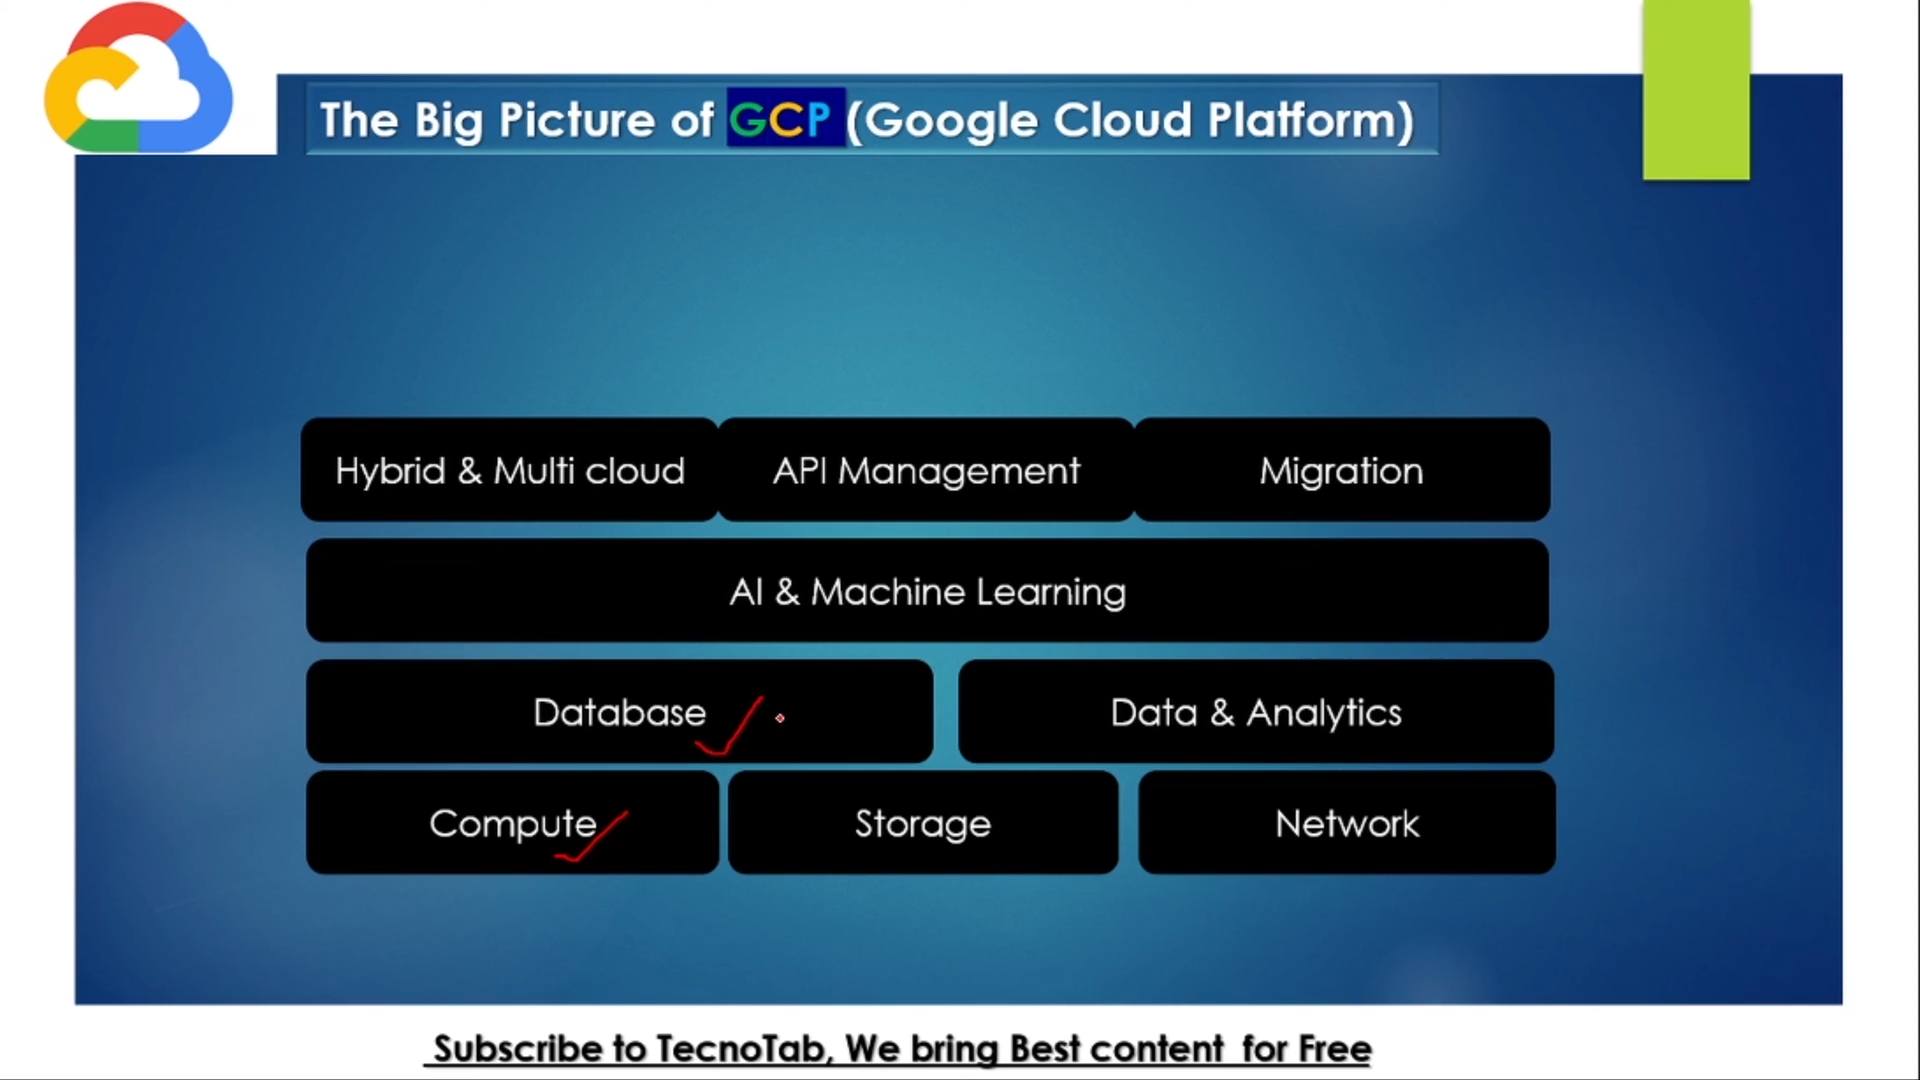 The Big Picture of GCP (Google Cloud Platform)
Hybrid & Multi cloud
API Management
Migration
AI & Machine Learning
Database
Data & Analytics
Compute
Storage
Network
Subscribe to TecnoTab, We bring Best content for Free